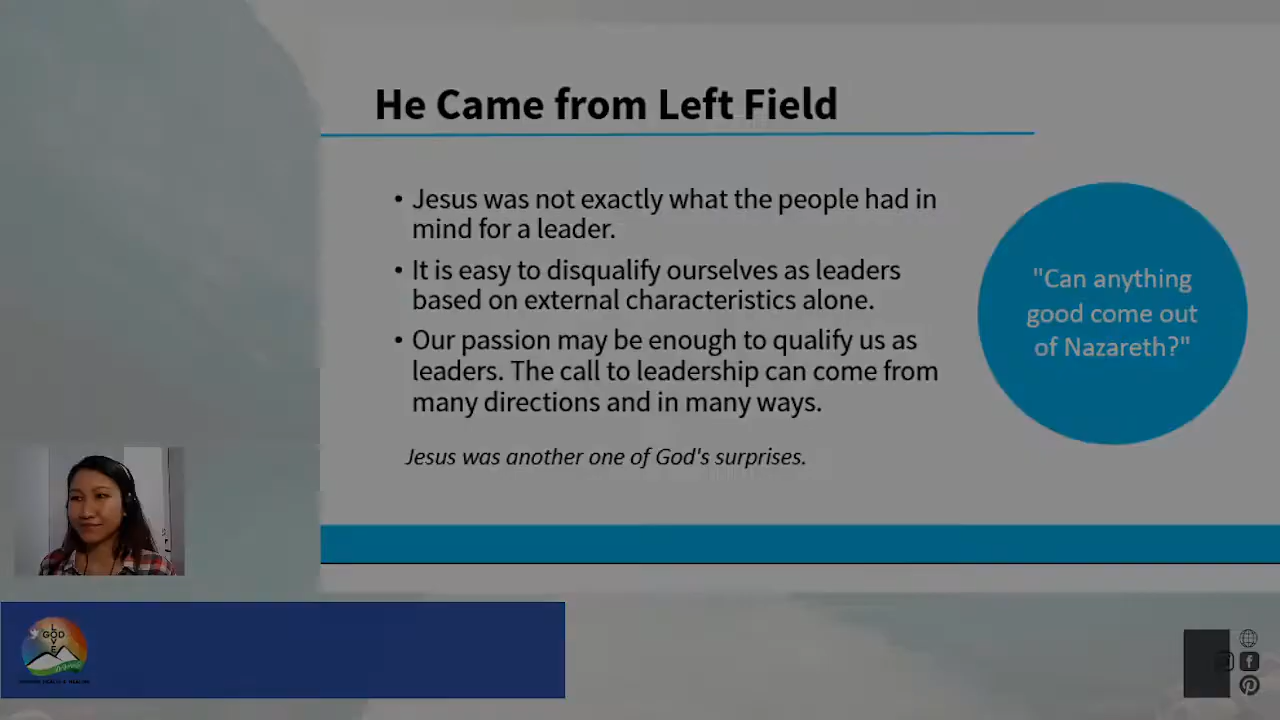 He Came from Left Field
• Jesus was not exactly what the people had in
mind for a leader.
• It is easy to disqualify ourselves as leaders
based on external characteristics alone.
• Our passion may be enough to qualify us as
leaders. The call to leadership can come from
many directions and in many ways.
Jesus was another one of God's surprises.
"Can anything
good come out
of Nazareth?"
GOD